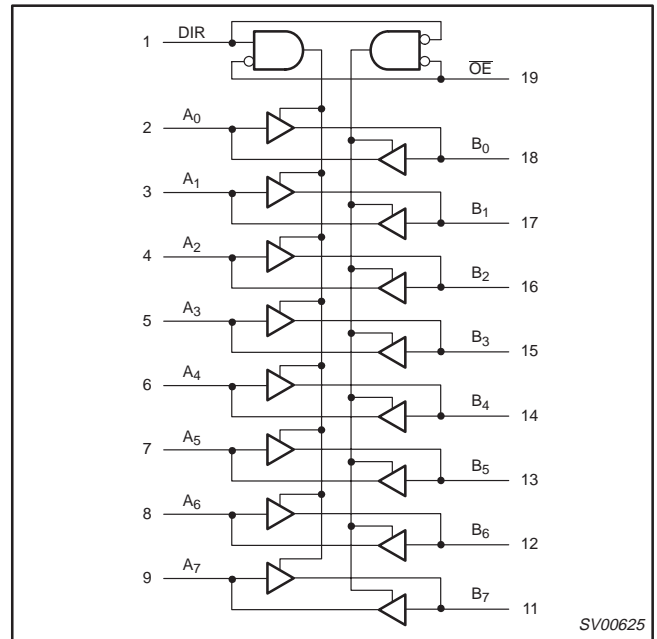 1 DIR
O̅E̅ 19
2 A0
B0 18
3 A1
B1 17
4 A2
B2 16
5 A3
B3 15
6 A4
B4 14
7 A5
B5 13
8 A6
B6 12
9 A7
B7 11
SV00625